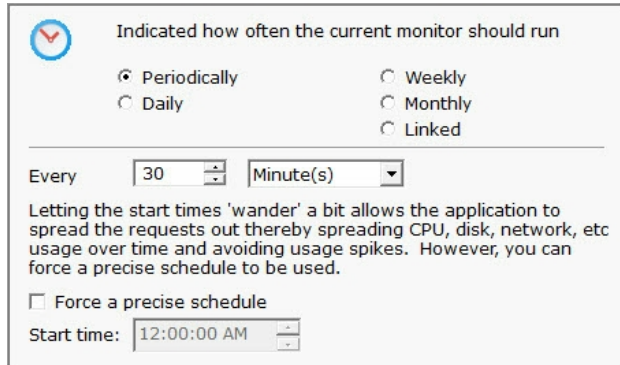 Indicated how often the current monitor should run
Periodically
Weekly
Daily
Monthly
Linked
Every 30 Minute(s)
Letting the start times 'wander' a bit allows the application to
spread the requests out thereby spreading CPU, disk, network, etc
usage over time and avoiding usage spikes.  However, you can
force a precise schedule to be used.
Force a precise schedule
Start time: 12:00:00 AM